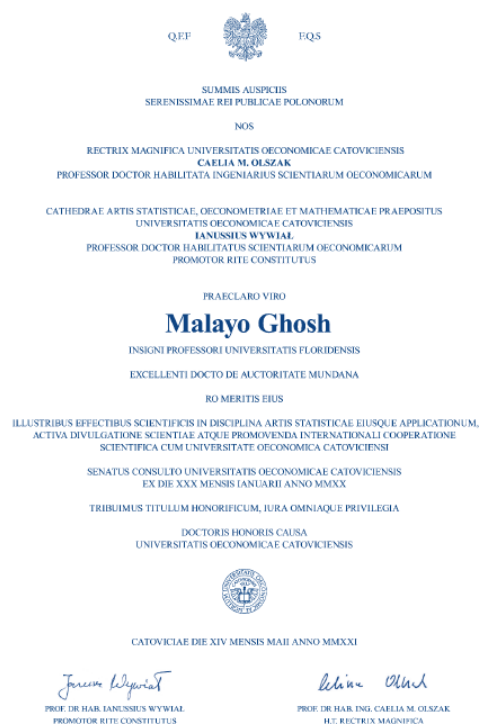 Q.F.F F.Q.S
SUMMIS AUSPICIIS
SERENISSIMAE REI PUBLICAE POLONORUM
NOS
RECTRIX MAGNIFICA UNIVERSITATIS OECONOMICAE CATOVICIENSIS
CAELIA M. OLSZAK
PROFESSOR DOCTOR HABILITATA INGENIARIUS SCIENTIARUM OECONOMICARUM
CATHEDRAE ARTIS STATISTICAE, OECONOMETRIAE ET MATHEMATICAE PRAEPOSITUS
UNIVERSITATIS OECONOMICAE CATOVICIENSIS
IANUSSIUS WYWIAŁ
PROFESSOR DOCTOR HABILITATUS SCIENTIARUM OECONOMICARUM
PROMOTOR RITE CONSTITUTUS
PRAECLARO VIRO
Malayo Ghosh
INSIGNI PROFESSORI UNIVERSITATIS FLORIDENSIS
EXCELLENTI DOCTO DE AUCTORITATE MUNDANA
RO MERITIS EIUS
ILLUSTRIBUS EFFECTIBUS SCIENTIFICIS IN DISCIPLINA ARTIS STATISTICAE EIUSQUE APPLICATIONUM,
ACTIVA DIVULGATIONE SCIENTIAE ATQUE PROMOVENDA INTERNATIONALI COOPERATIONE
SCIENTIFICA CUM UNIVERSITATE OECONOMICA CATOVICIENSI
SENATUS CONSULTO UNIVERSITATIS OECONOMICAE CATOVICIENSIS
EX DIE XXX MENSIS IANUARII ANNO MMXX
TRIBUIMUS TITULUM HONORIFICUM, IURA OMNIAQUE PRIVILEGIA
DOCTORIS HONORIS CAUSA
UNIVERSITATIS OECONOMICAE CATOVICIENSIS
CATOVICIAE DIE XIV MENSIS MAII ANNO MMXXI
PROF. DR HAB. IANUSSIUS WYWIAŁ PROF. DR HAB. ING. CAELIA M. OLSZAK
PROMOTOR RITE CONSTITUTUS H.T. RECTRIX MAGNIFICA